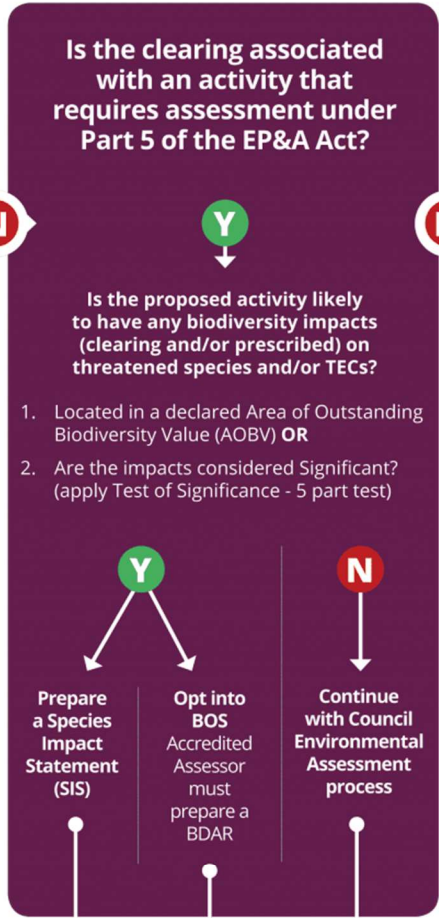 Is the clearing associated
with an activity that
requires assessment under
Part 5 of the EP&A Act?
N
Y
Is the proposed activity likely
to have any biodiversity impacts
(clearing and/or prescribed) on
threatened species and/or TECs?
1. Located in a declared Area of Outstanding
Biodiversity Value (AOBV) OR
2. Are the impacts considered Significant?
(apply Test of Significance - 5 part test)
Y
N
Prepare
a Species
Impact
Statement
(SIS)
Opt into
BOS
Accredited
Assessor
must
prepare a
BDAR
Continue
with Council
Environmental
Assessment
process